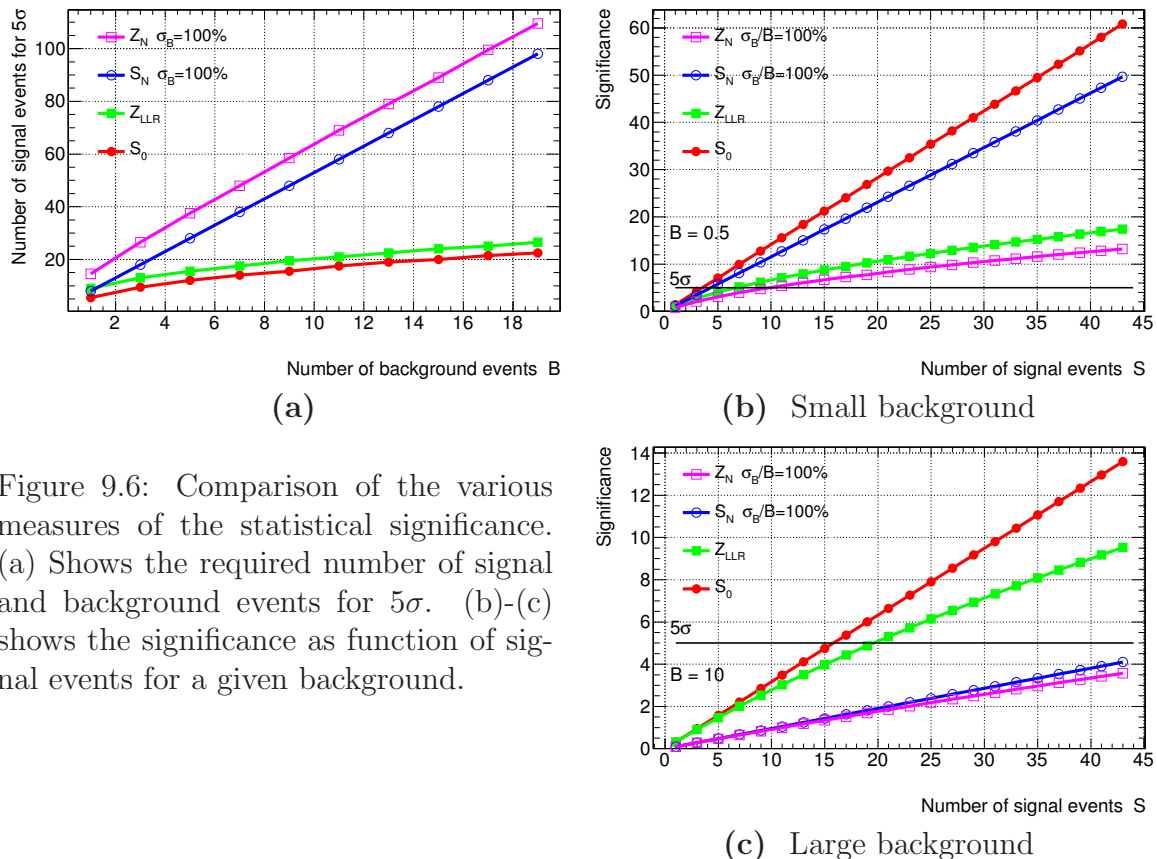 Number of signal events for 5σ
100
80
60
40
20
Z_N σ_B=100%
S_N σ_B=100%
Z_LLR
S_0
2 4 6 8 10 12 14 16 18
Number of background events B
(a)
Significance
60
50
40
30
20
10
0
Z_N σ_B/B=100%
S_N σ_B/B=100%
Z_LLR
S_0
B = 0.5
5σ
0 5 10 15 20 25 30 35 40 45
Number of signal events S
(b) Small background
Figure 9.6: Comparison of the various
measures of the statistical significance.
(a) Shows the required number of signal
and background events for 5σ. (b)-(c)
shows the significance as function of sig-
nal events for a given background.
Significance
14
12
10
8
6
4
2
0
Z_N σ_B/B=100%
S_N σ_B/B=100%
Z_LLR
S_0
5σ
B = 10
0 5 10 15 20 25 30 35 40 45
Number of signal events S
(c) Large background